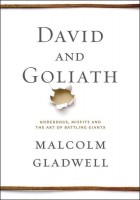 DAVID AND
GOLIATH
UNDERDOGS, MISFITS AND
THE ART OF BATTLING GIANTS
MALCOLM
GLADWELL